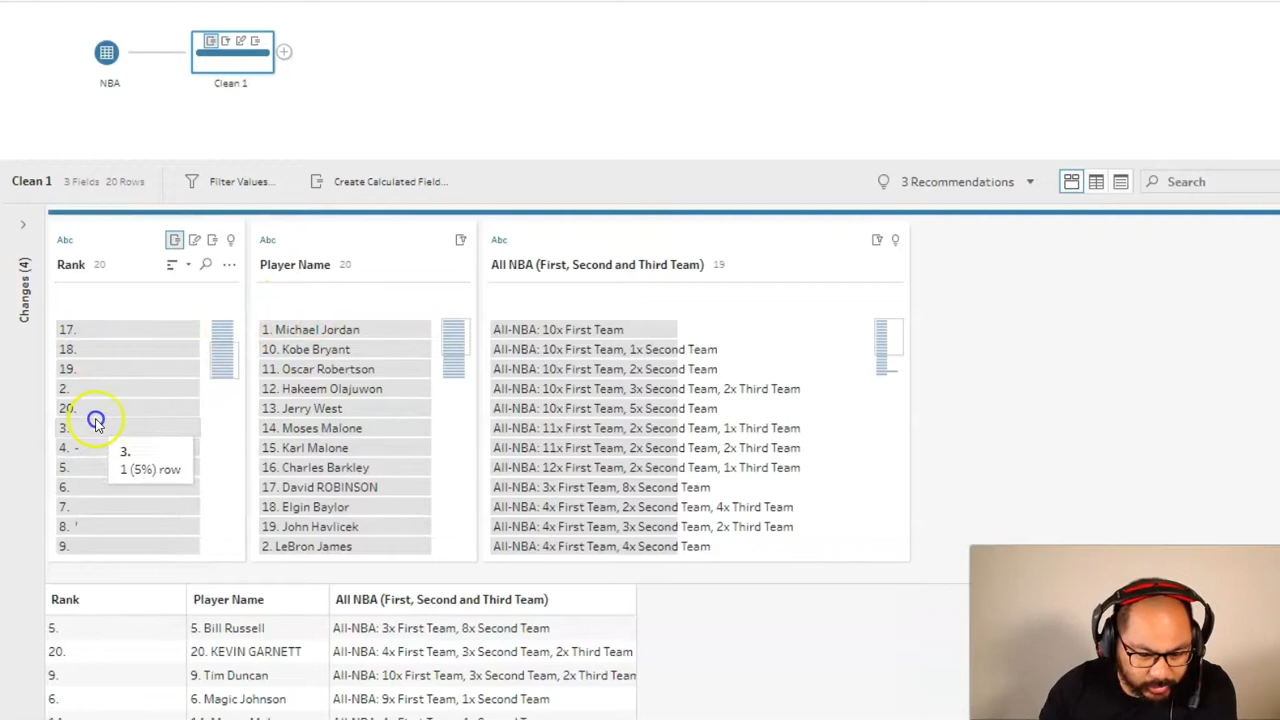 NBA
Clean 1
Clean 1 3 Fields 20 Rows Filter Values... Create Calculated Field... 3 Recommendations Search
Changes (4)
Abc
Rank 20
17.
18.
19.
2.
20.
3.
4. -
5.
6.
7.
8. '
9.
3.
1 (5%) row
Abc
Player Name 20
1. Michael Jordan
10. Kobe Bryant
11. Oscar Robertson
12. Hakeem Olajuwon
13. Jerry West
14. Moses Malone
15. Karl Malone
16. Charles Barkley
17. David ROBINSON
18. Elgin Baylor
19. John Havlicek
2. LeBron James
Abc
All NBA (First, Second and Third Team) 19
All-NBA: 10x First Team
All-NBA: 10x First Team, 1x Second Team
All-NBA: 10x First Team, 2x Second Team
All-NBA: 10x First Team, 3x Second Team, 2x Third Team
All-NBA: 10x First Team, 5x Second Team
All-NBA: 11x First Team, 2x Second Team, 1x Third Team
All-NBA: 11x First Team, 2x Second Team, 2x Third Team
All-NBA: 12x First Team, 2x Second Team, 1x Third Team
All-NBA: 3x First Team, 8x Second Team
All-NBA: 4x First Team, 2x Second Team, 4x Third Team
All-NBA: 4x First Team, 3x Second Team, 2x Third Team
All-NBA: 4x First Team, 4x Second Team
Rank Player Name All NBA (First, Second and Third Team)
5. 5. Bill Russell All-NBA: 3x First Team, 8x Second Team
20. 20. KEVIN GARNETT All-NBA: 4x First Team, 3x Second Team, 2x Third Team
9. 9. Tim Duncan All-NBA: 10x First Team, 3x Second Team, 2x Third Team
6. 6. Magic Johnson All-NBA: 9x First Team, 1x Second Team